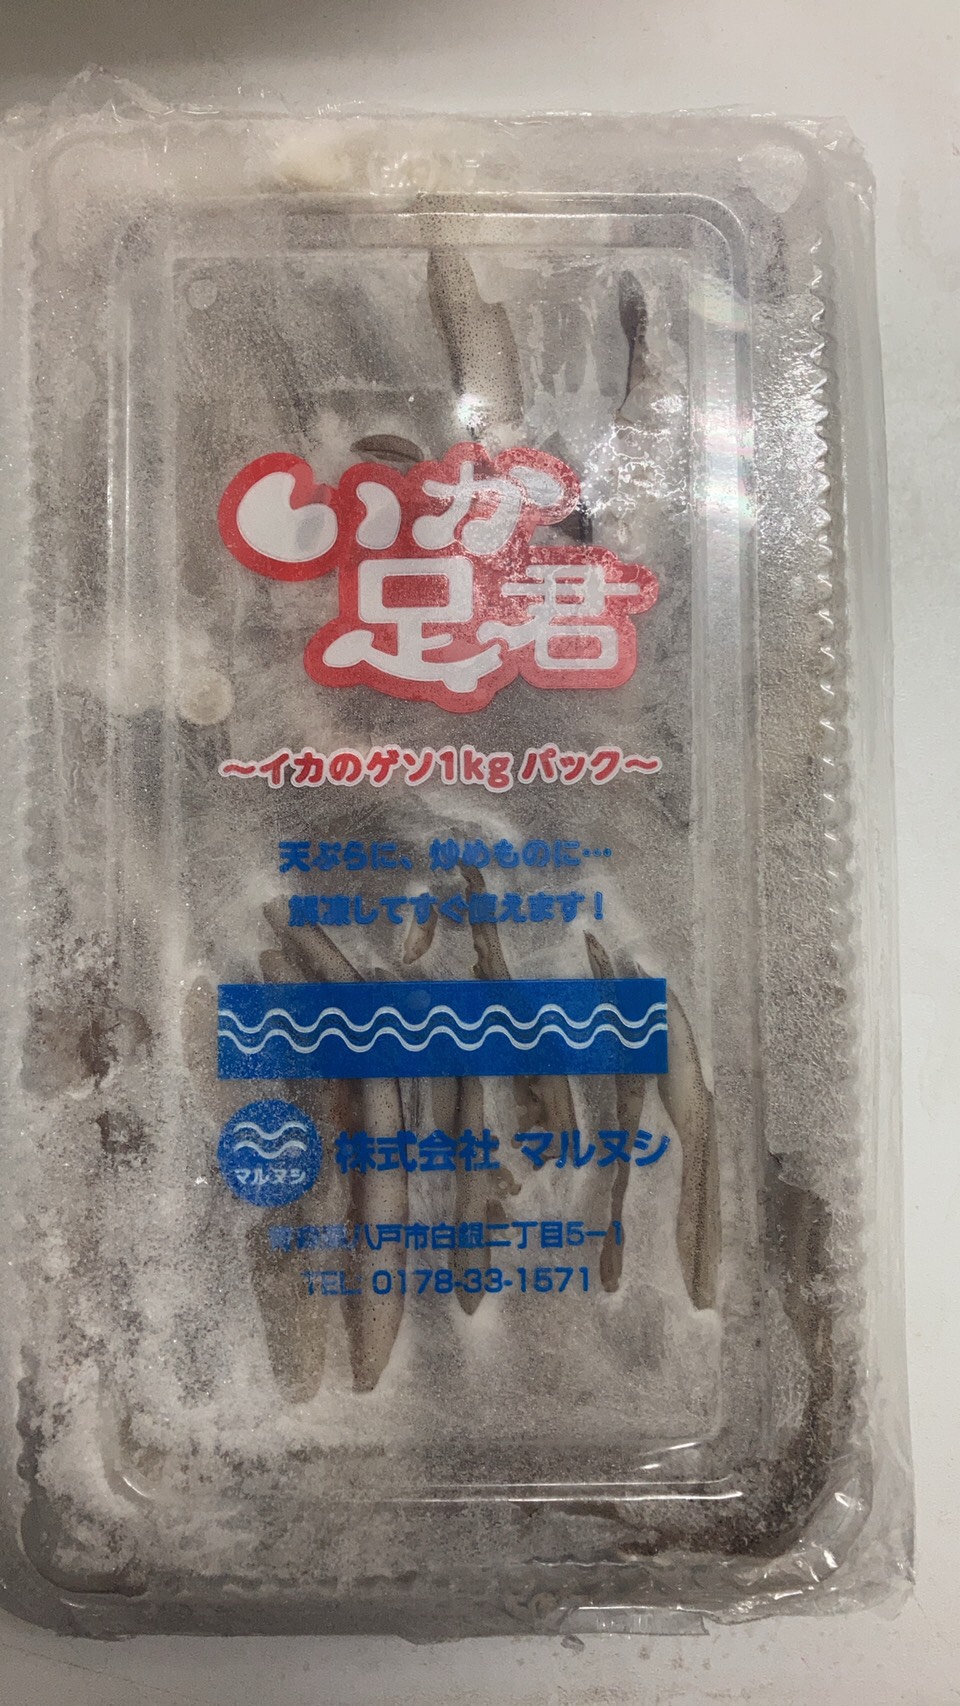 いか
足君
～イカのゲソ1kgパック～
天ぷらに、炒めものに…
解凍してすぐ使えます！
マルヌシ
株式会社 マルヌシ
青森県八戸市白銀二丁目5−1
TEL: 0178-33-1571